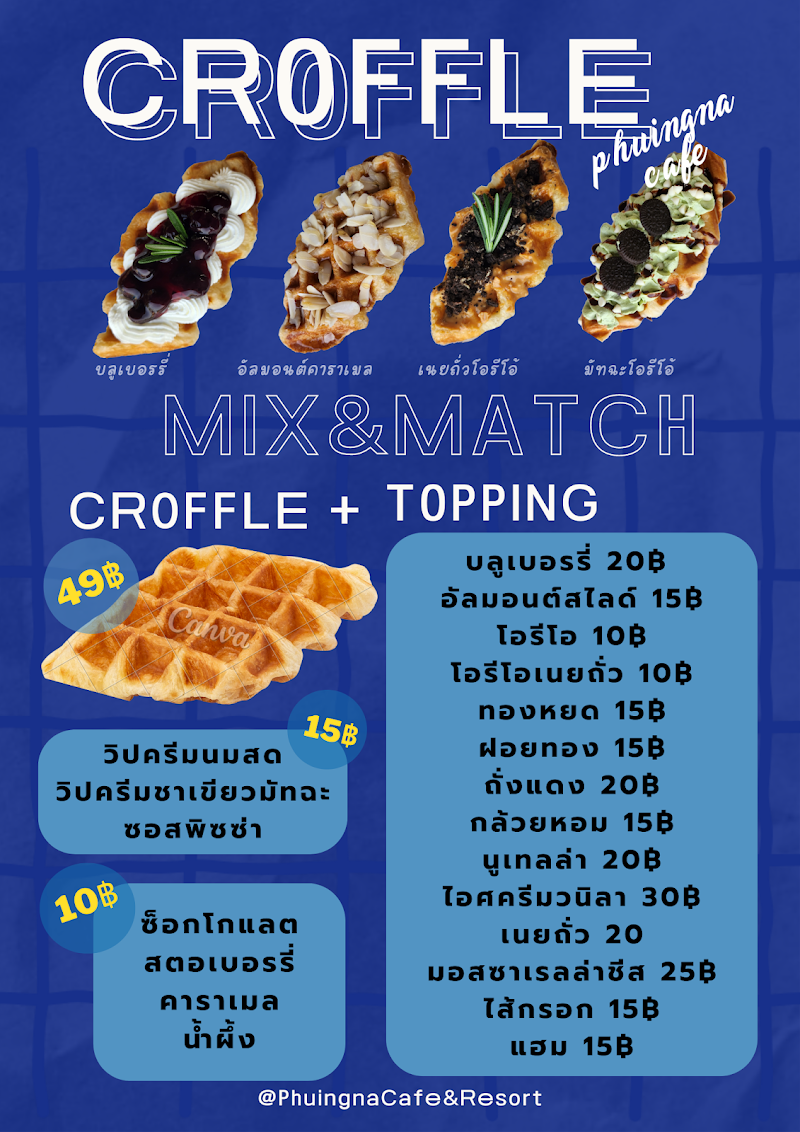 CR0FFLE
phuingna
cafe
บลูเบอรรี่
อัลมอนต์คาราเมล
เนยถั่วโอรีโอ้
มัทฉะโอรีโอ้
MIX&MATCH
CR0FFLE + T0PPING
49฿
Canva
15฿
วิปครีมนมสด
วิปครีมชาเขียวมัทฉะ
ซอสพิซซ่า
10฿
ซ็อกโกแลต
สตอเบอรรี่
คาราเมล
น้ำผึ้ง
บลูเบอรรี่ 20฿
อัลมอนต์สไลด์ 15฿
โอรีโอ 10฿
โอรีโอเนยถั่ว 10฿
ทองหยด 15฿
ฝอยทอง 15฿
ถั่งแดง 20฿
กล้วยหอม 15฿
นูเทลล่า 20฿
ไอศครีมวนิลา 30฿
เนยถั่ว 20
มอสซาเรลล่าชีส 25฿
ไส้กรอก 15฿
แฮม 15฿
@PhuingnaCafe&Resort